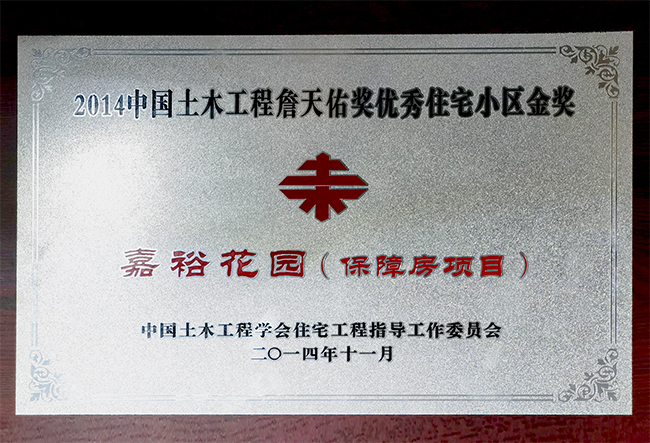 2014中国土木工程詹天佑奖优秀住宅小区金奖
嘉裕花园（保障房项目）
中国土木工程学会住宅工程指导工作委员会
二〇一四年十一月